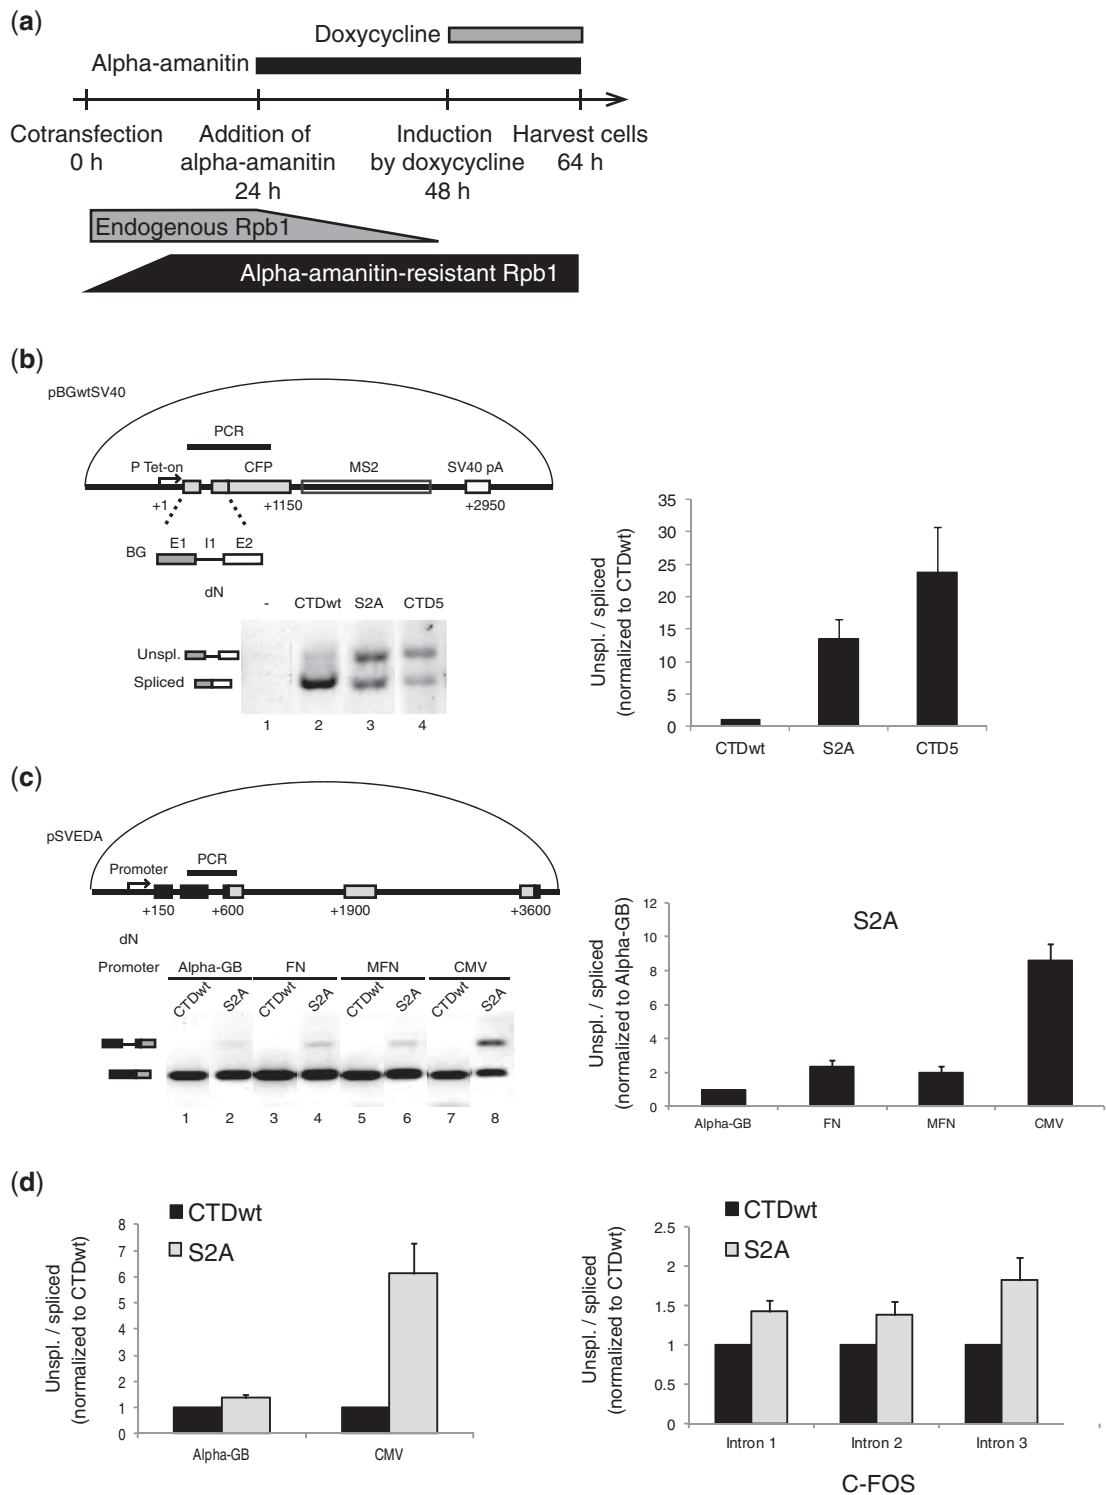 (a)
Doxycycline
Alpha-amanitin
Cotransfection
0 h
Addition of
alpha-amanitin
24 h
Induction
by doxycycline
48 h
Harvest cells
64 h
Endogenous Rpb1
Alpha-amanitin-resistant Rpb1
(b)
pBGwtSV40
PCR
P Tet-on
CFP
MS2
SV40 pA
+1
+1150
+2950
BG
E1
I1
E2
dN
-
CTDwt
S2A
CTD5
Unspl.
Spliced
1
2
3
4
Unspl. / spliced
(normalized to CTDwt)
35
30
25
20
15
10
5
0
CTDwt
S2A
CTD5
(c)
pSVEDA
Promoter
PCR
+150
+600
+1900
+3600
dN
Promoter
Alpha-GB
FN
MFN
CMV
CTDwt
S2A
CTDwt
S2A
CTDwt
S2A
CTDwt
S2A
1
2
3
4
5
6
7
8
Unspl. / spliced
(normalized to Alpha-GB)
S2A
12
10
8
6
4
2
0
Alpha-GB
FN
MFN
CMV
(d)
CTDwt
S2A
Unspl. / spliced
(normalized to CTDwt)
8
7
6
5
4
3
2
1
0
Alpha-GB
CMV
CTDwt
S2A
Unspl. / spliced
(normalized to CTDwt)
2.5
2
1.5
1
0.5
0
Intron 1
Intron 2
Intron 3
C-FOS